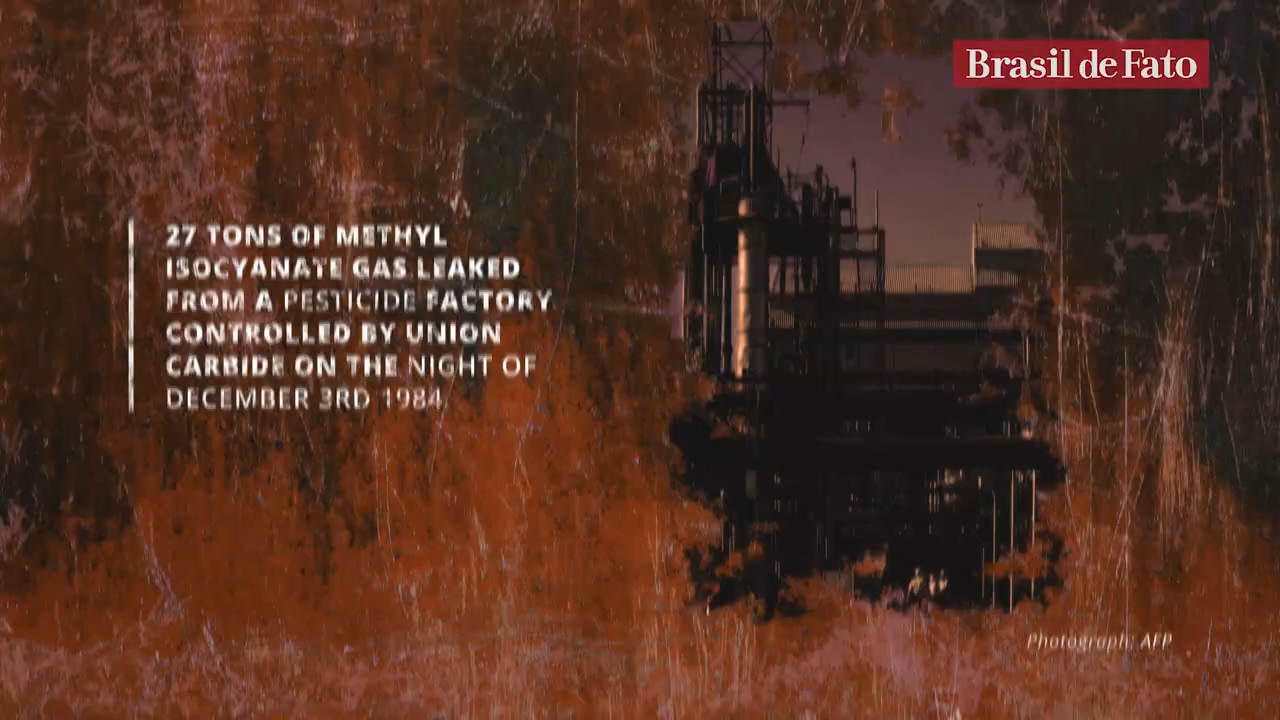 Brasil de Fato
27 TONS OF METHYL
ISOCYANATE GAS LEAKED
FROM A PESTICIDE FACTORY
CONTROLLED BY UNION
CARBIDE ON THE NIGHT OF
DECEMBER 3RD 1984.
Photograph: AFP